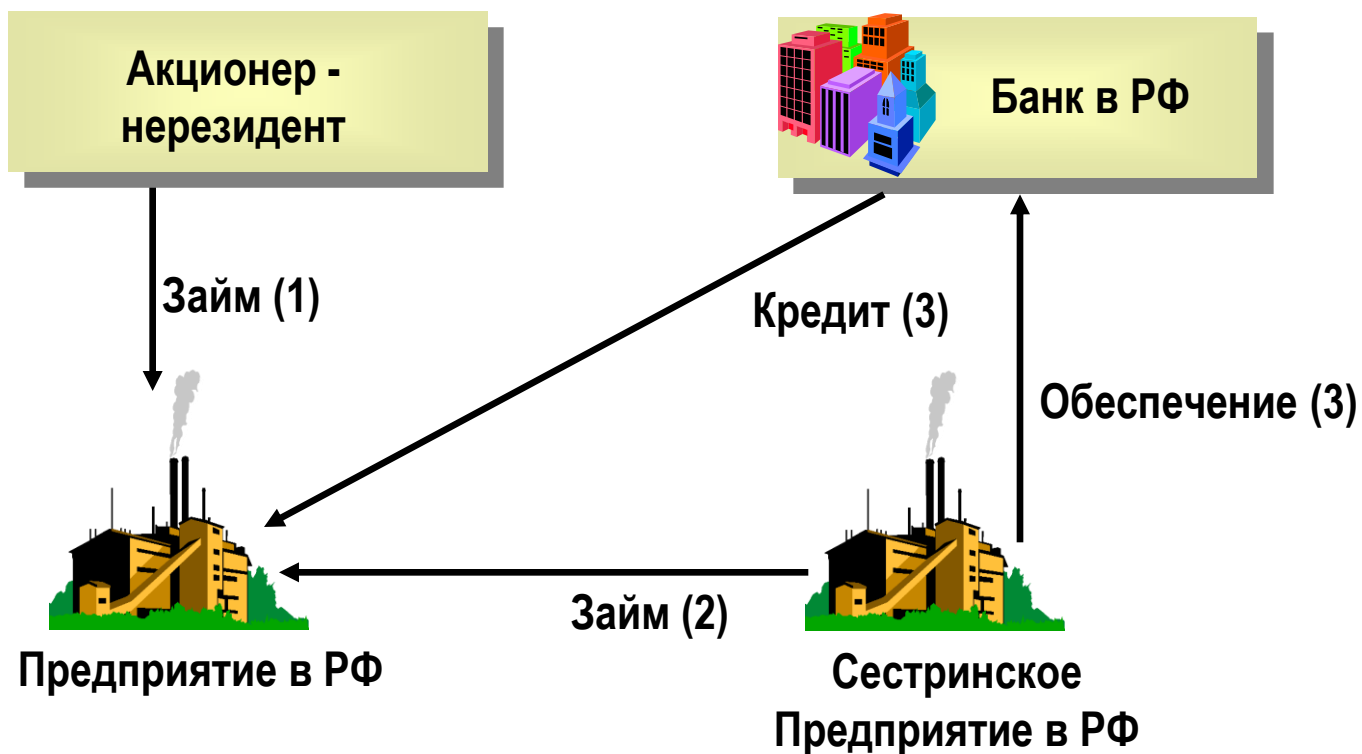 Акционер -
нерезидент
Банк в РФ
Займ (1)
Кредит (3)
Обеспечение (3)
Займ (2)
Предприятие в РФ
Сестринское
Предприятие в РФ